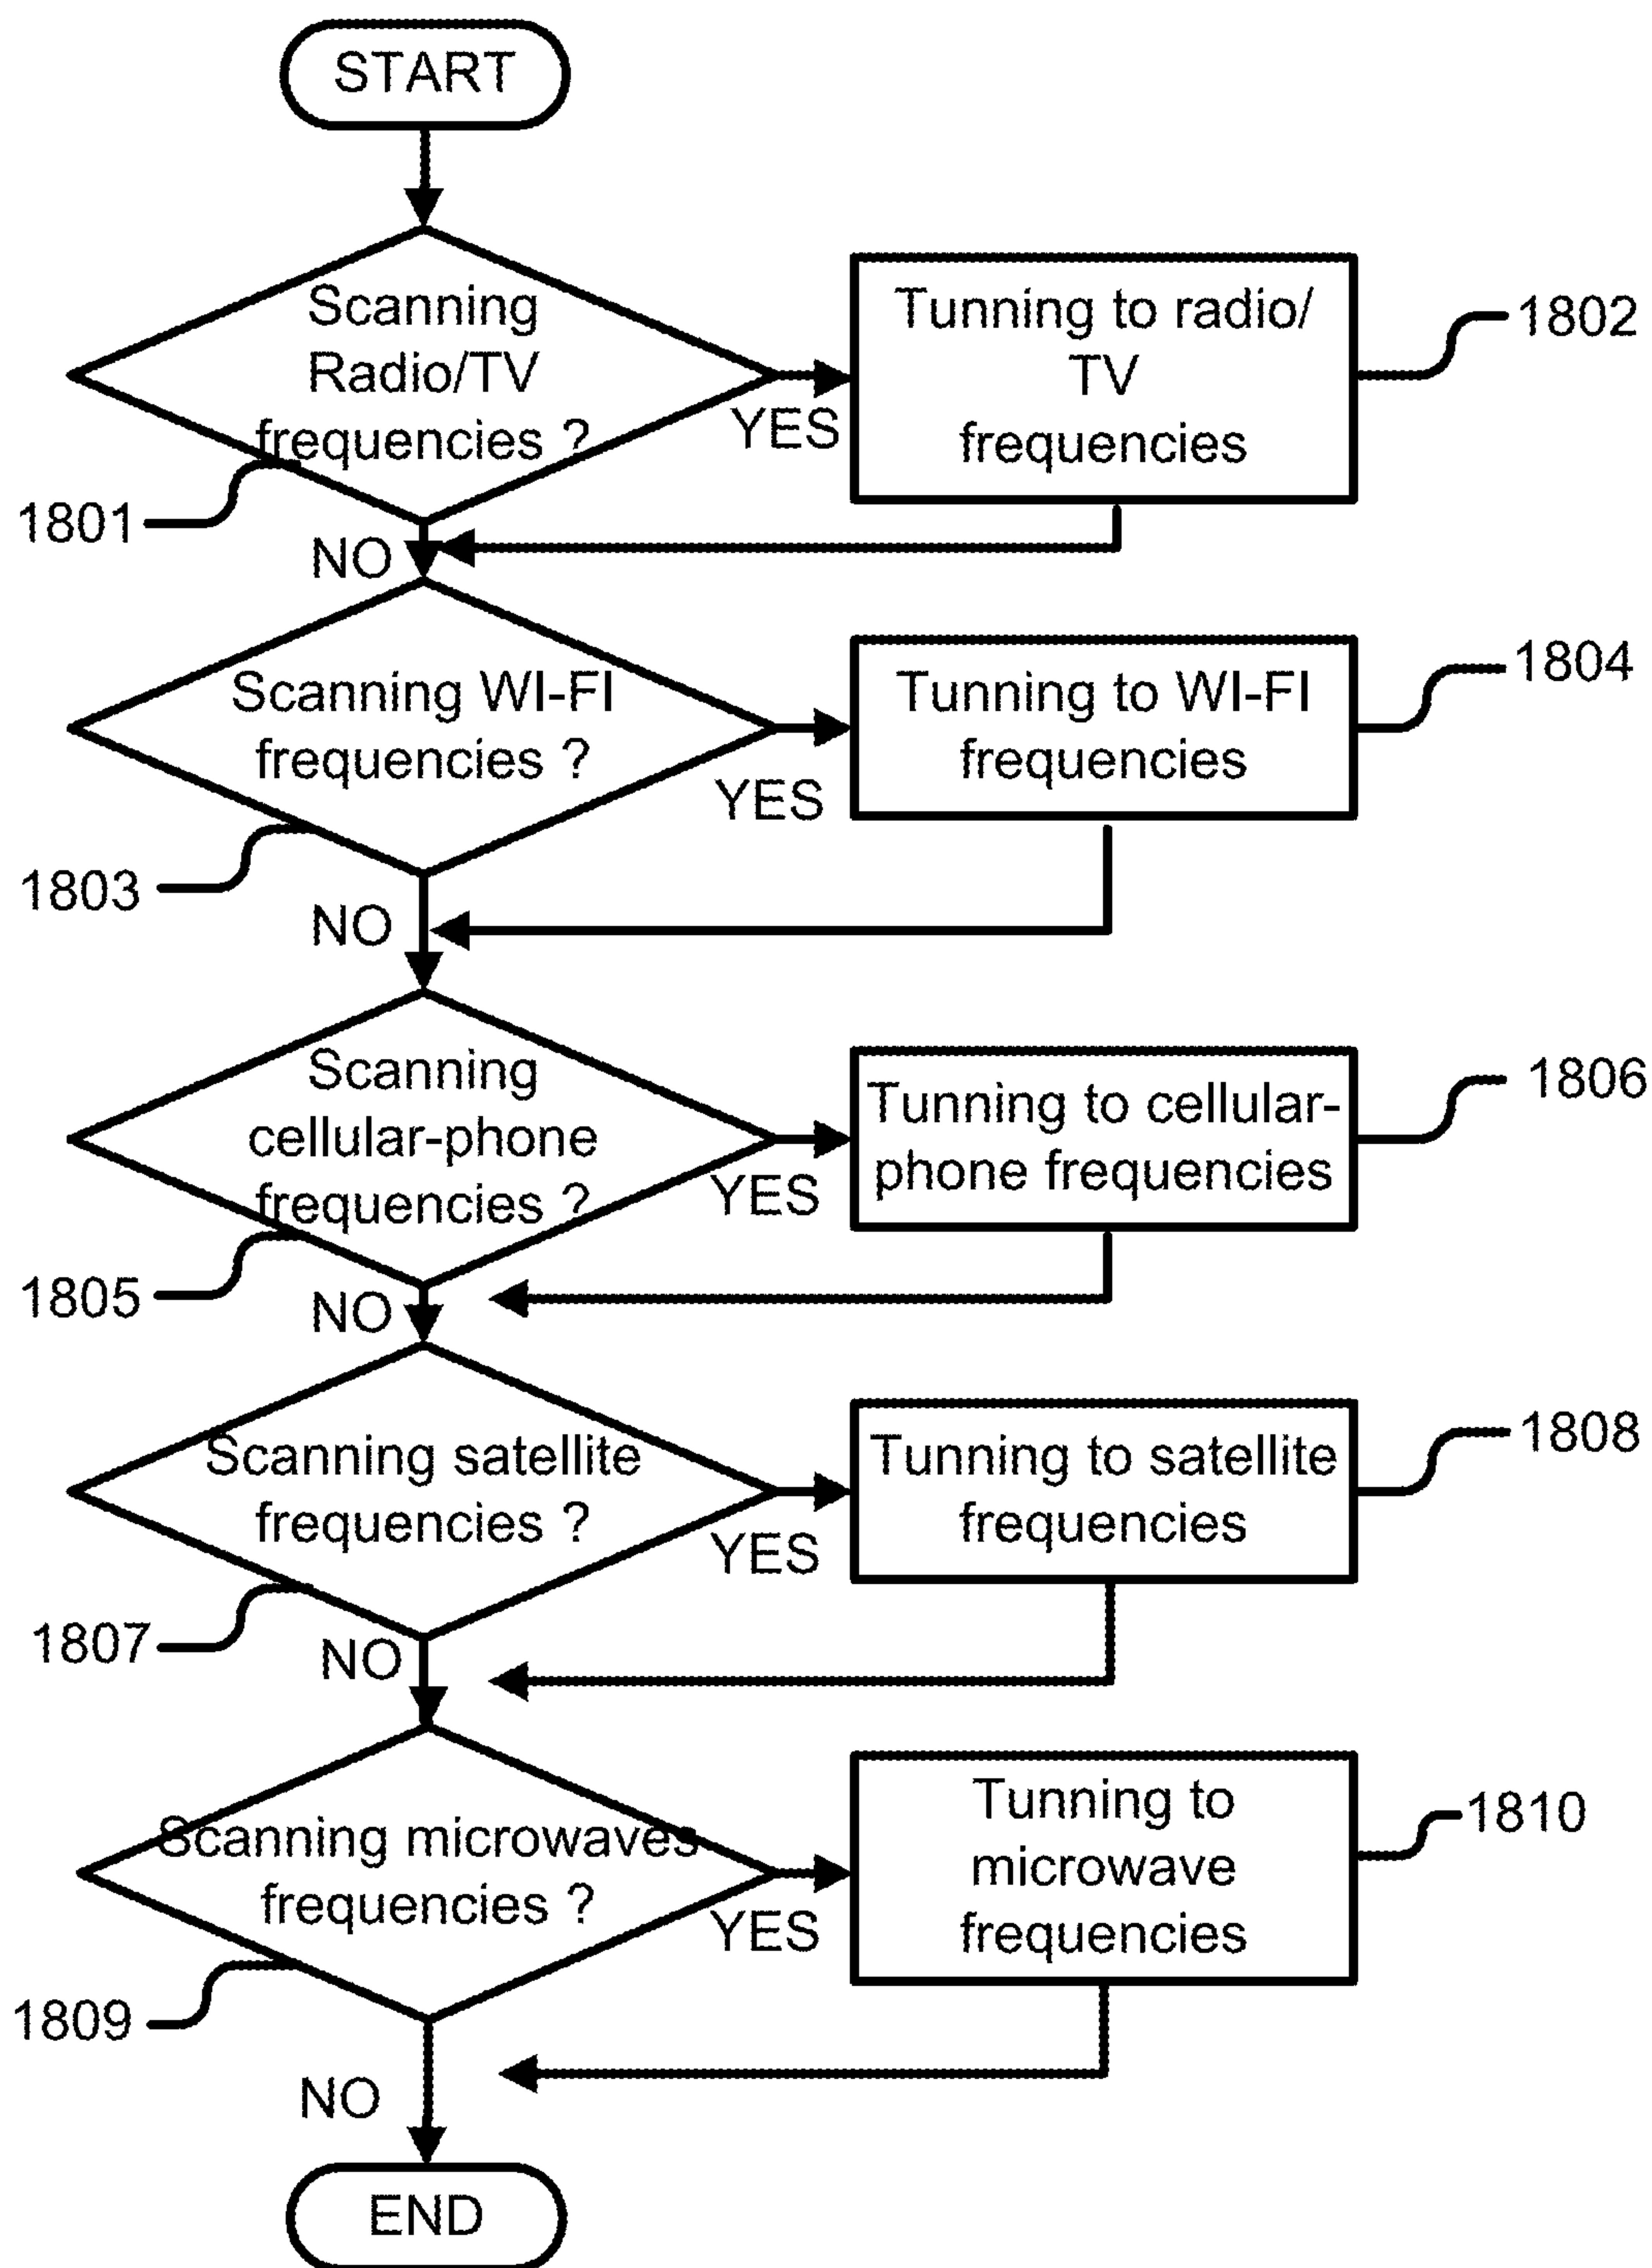 START
Scanning
Radio/TV
frequencies ?
YES
Tunning to radio/
TV
frequencies
1802
1801
NO
Scanning WI-FI
frequencies ?
YES
Tunning to WI-FI
frequencies
1804
1803
NO
Scanning
cellular-phone
frequencies ?
YES
Tunning to cellular-
phone frequencies
1806
1805
NO
Scanning satellite
frequencies ?
YES
Tunning to satellite
frequencies
1808
1807
NO
Scanning microwaves
frequencies ?
YES
Tunning to
microwave
frequencies
1810
1809
NO
END